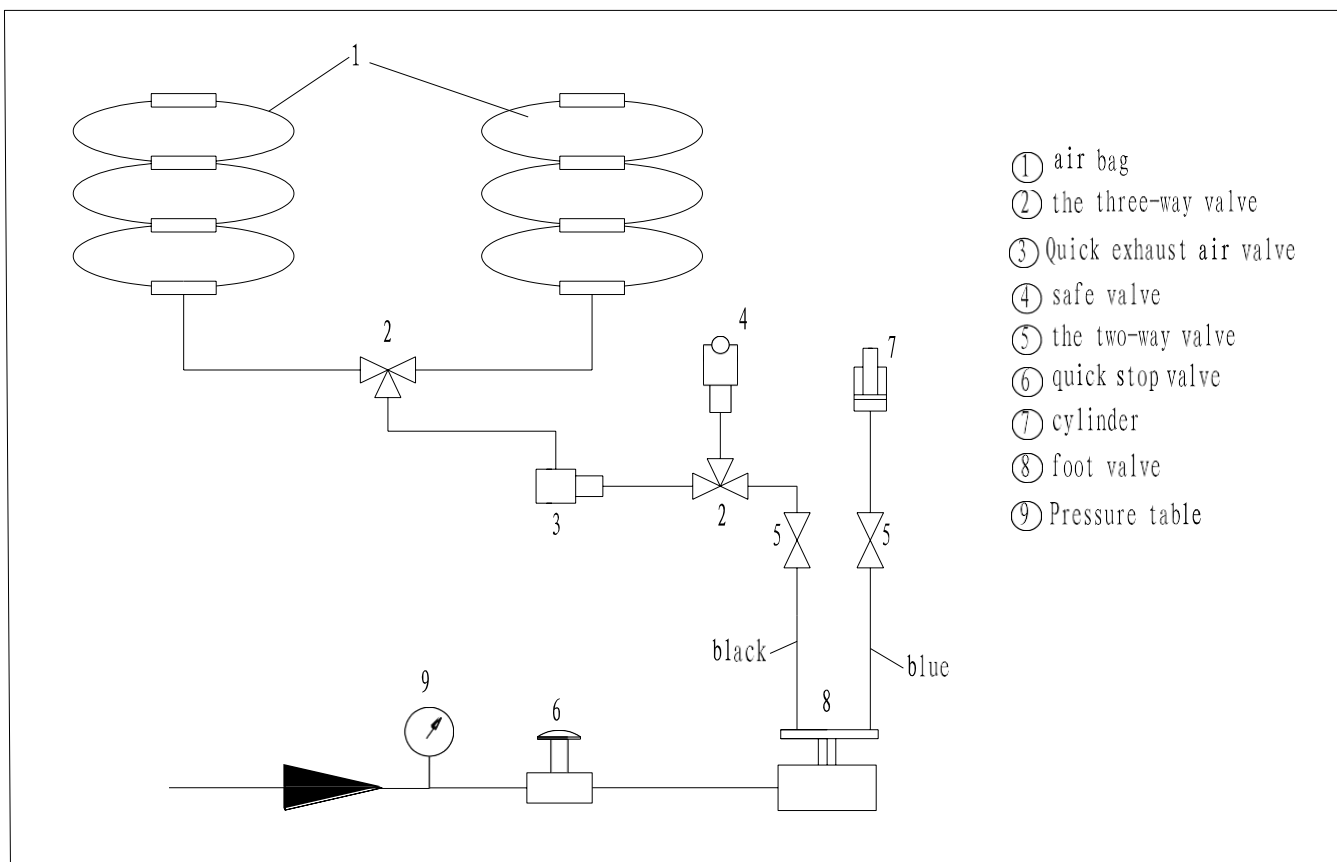 1
① air bag
② the three-way valve
③ Quick exhaust air valve
④ safe valve
⑤ the two-way valve
⑥ quick stop valve
⑦ cylinder
⑧ foot valve
⑨ Pressure table
2
4
7
3
2
5
5
black
blue
9
6
8